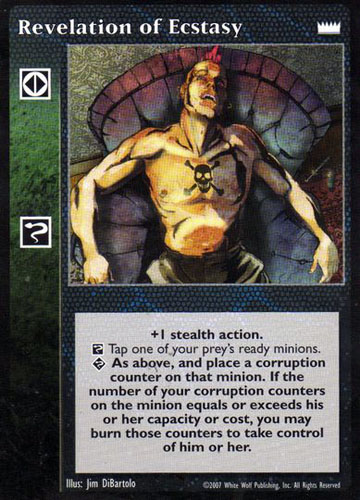 Revelation of Ecstasy
+1 stealth action.
Tap one of your prey's ready minions.
As above, and place a corruption
counter on that minion. If the
number of your corruption counters
on the minion equals or exceeds his
or her capacity or cost, you may
burn those counters to take control
of him or her.
Illus: Jim DiBartolo
©2007 White Wolf Publishing, Inc. All Rights Reserved